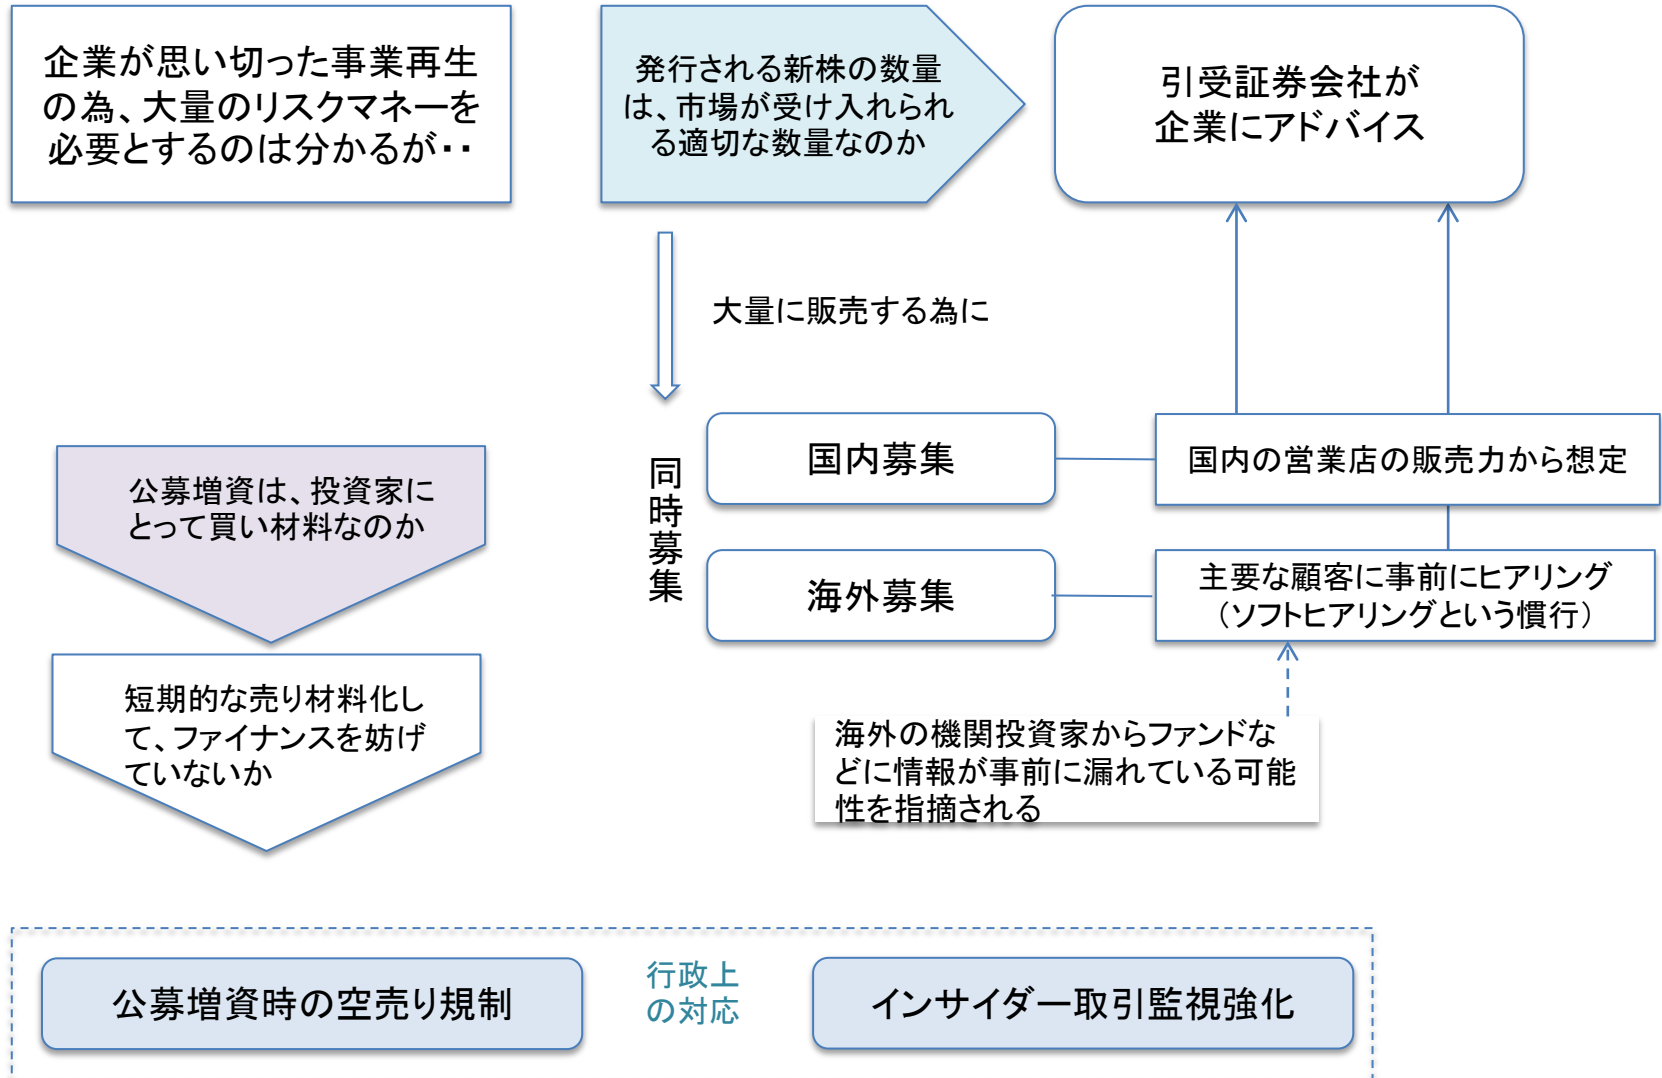 企業が思い切った事業再生
の為、大量のリスクマネーを
必要とするのは分かるが・・
発行される新株の数量
は、市場が受け入れられ
る適切な数量なのか
引受証券会社が
企業にアドバイス
大量に販売する為に
公募増資は、投資家に
とって買い材料なのか
短期的な売り材料化し
て、ファイナンスを妨げ
ていないか
同時募集
国内募集
国内の営業店の販売力から想定
海外募集
主要な顧客に事前にヒアリング
（ソフトヒアリングという慣行）
海外の機関投資家からファンドな
どに情報が事前に漏れている可能
性を指摘される
公募増資時の空売り規制
行政上
の対応
インサイダー取引監視強化